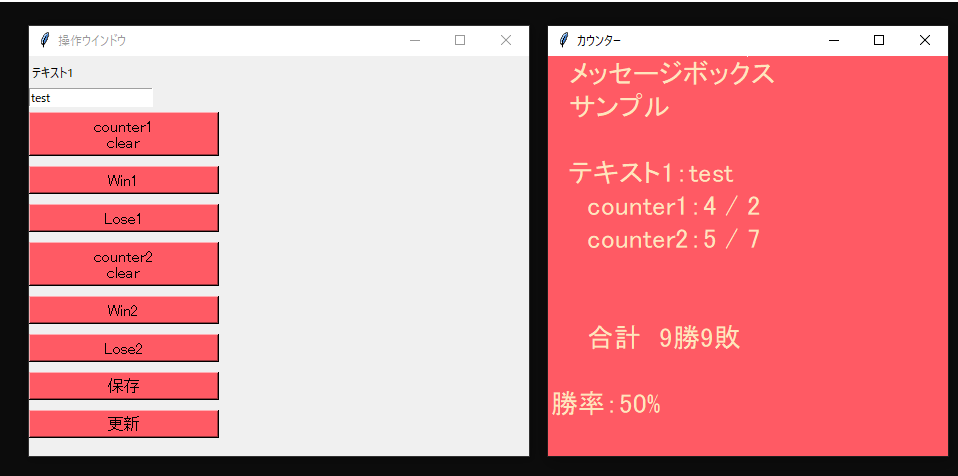 操作ウインドウ
テキスト1
test
counter1
clear
Win1
Lose1
counter2
clear
Win2
Lose2
保存
更新
カウンター
メッセージボックス
サンプル
テキスト1:test
counter1:4 / 2
counter2:5 / 7
合計 9勝9敗
勝率:50%